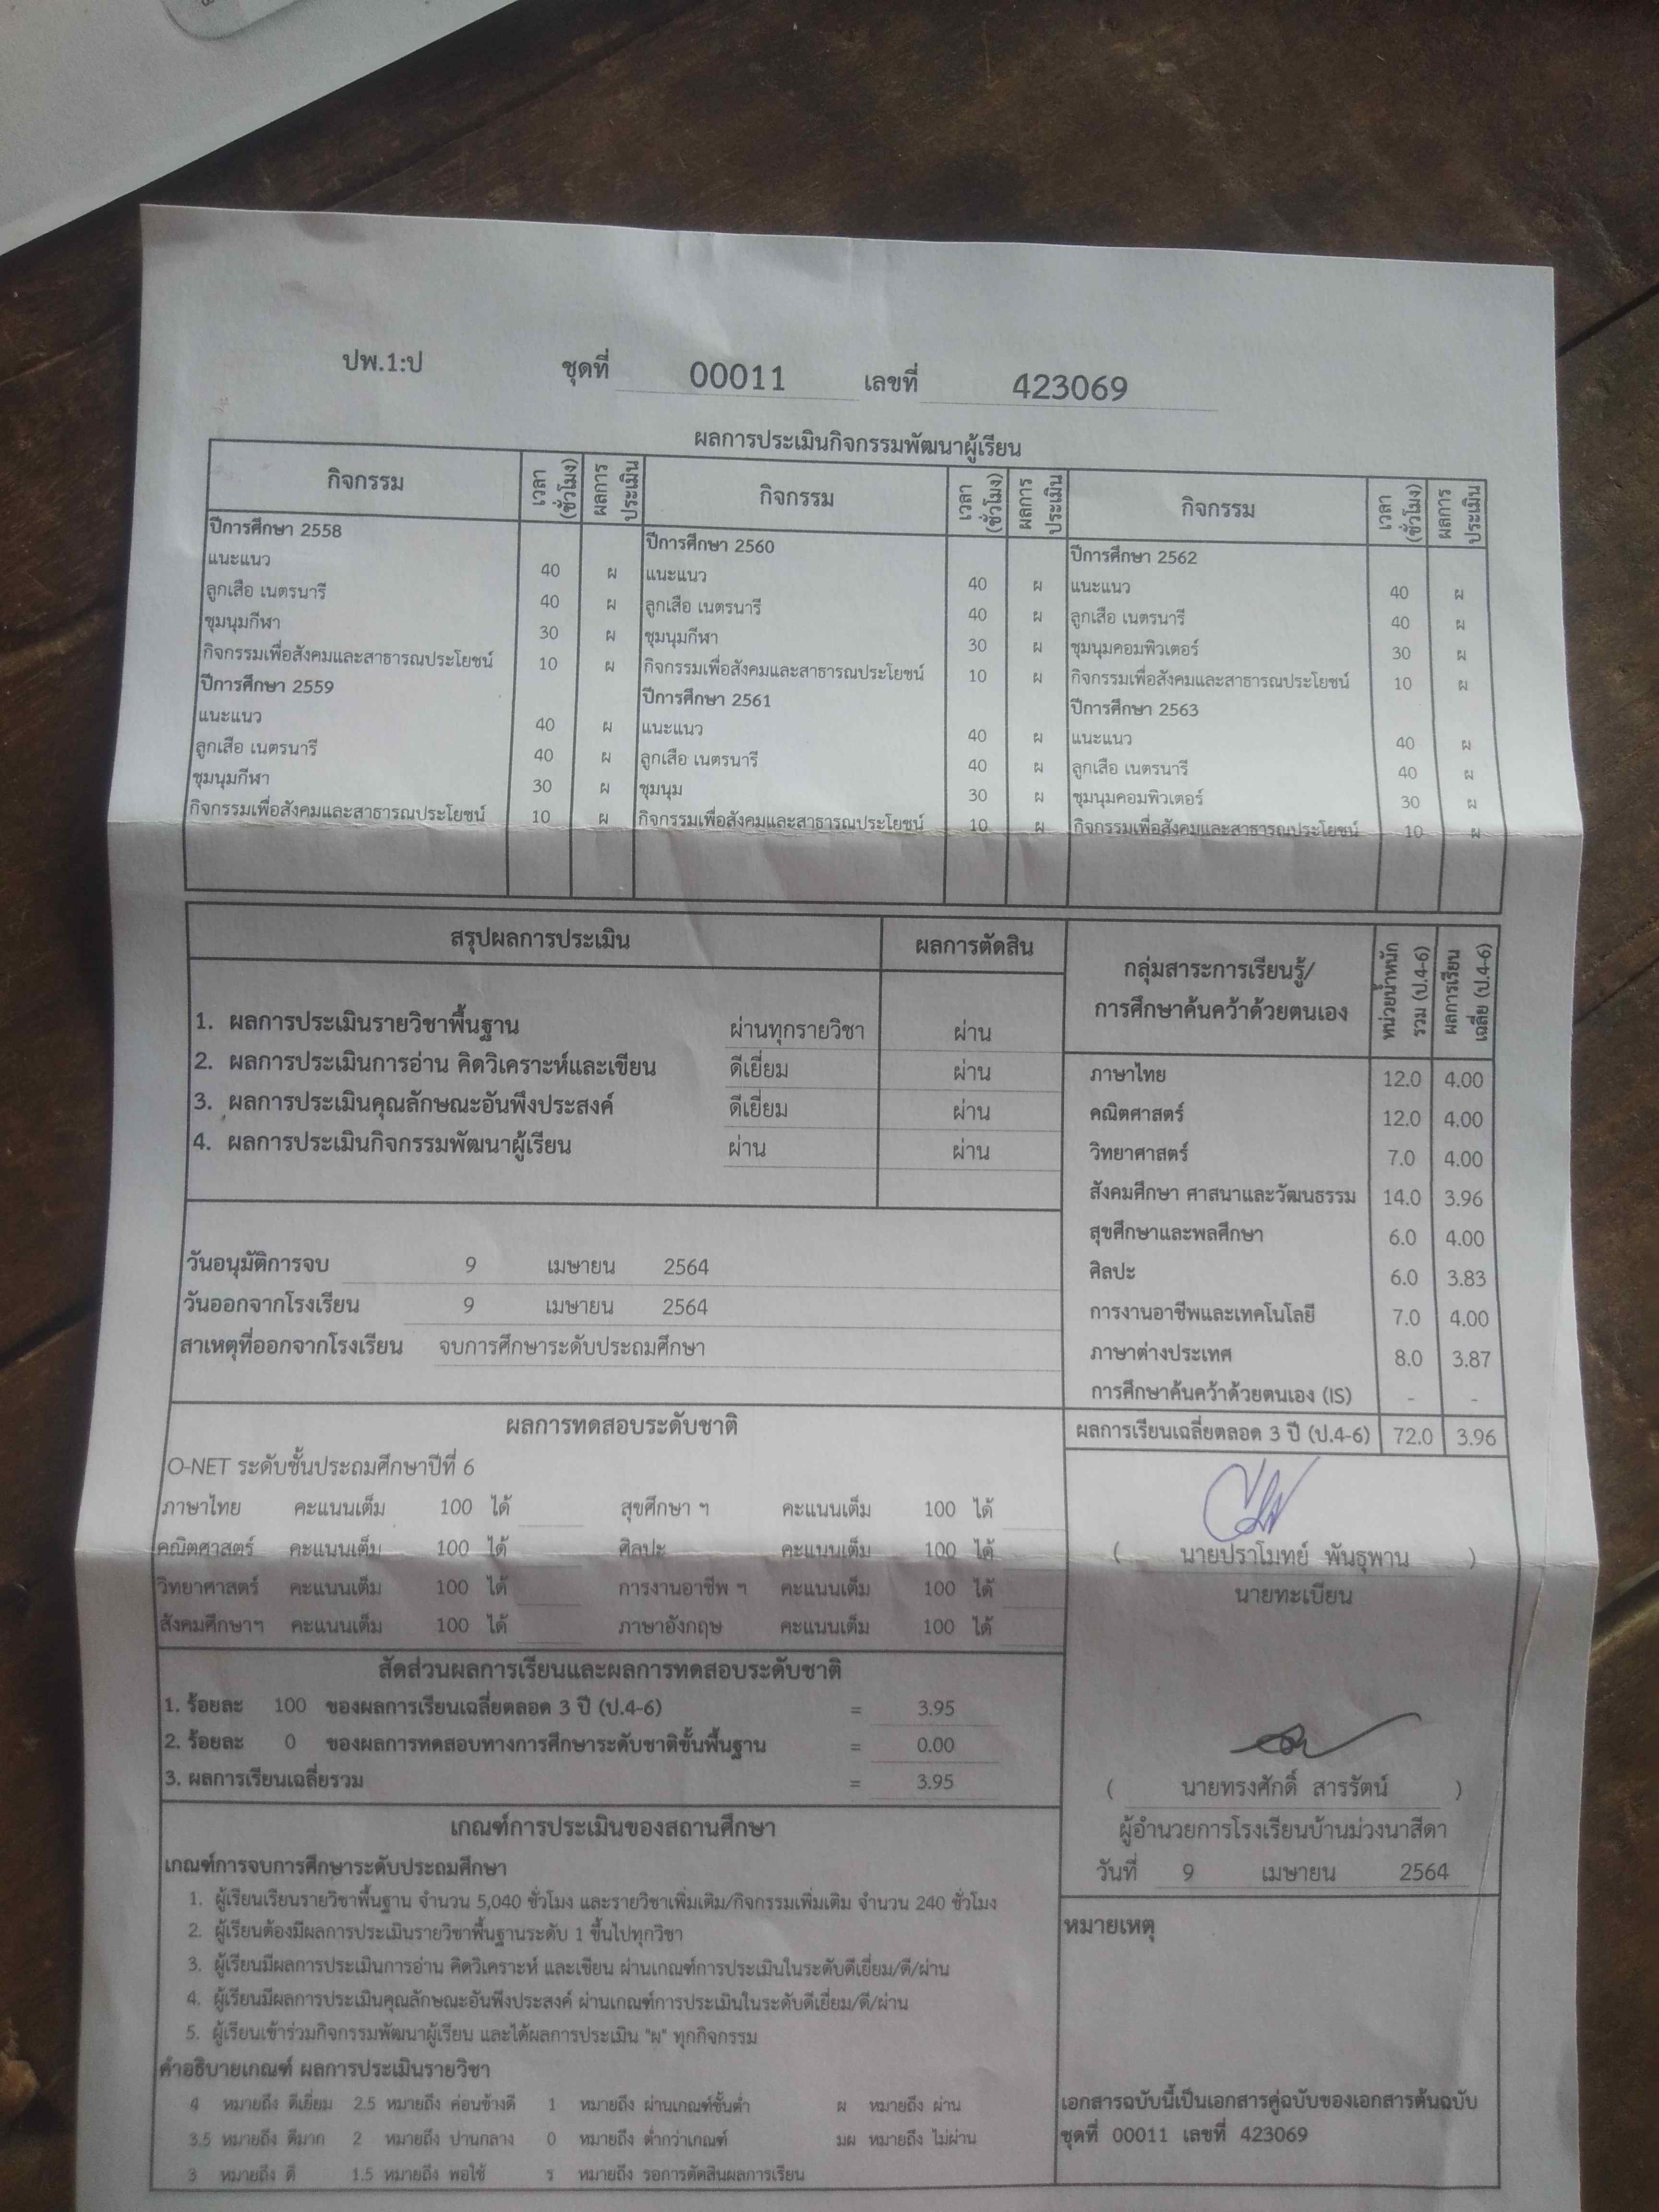 ปพ.1:ป ชุดที่ 00011 เลขที่ 423069
ผลการประเมินกิจกรรมพัฒนาผู้เรียน
กิจกรรม เวลา (ชั่วโมง) ผลการประเมิน กิจกรรม เวลา (ชั่วโมง) ผลการประเมิน กิจกรรม เวลา (ชั่วโมง) ผลการประเมิน
ปีการศึกษา 2558 ปีการศึกษา 2560 ปีการศึกษา 2562
แนะแนว 40 ผ แนะแนว 40 ผ แนะแนว 40 ผ
ลูกเสือ เนตรนารี 40 ผ ลูกเสือ เนตรนารี 40 ผ ลูกเสือ เนตรนารี 40 ผ
ชุมนุมกีฬา 30 ผ ชุมนุมกีฬา 30 ผ ชุมนุมคอมพิวเตอร์ 30 ผ
กิจกรรมเพื่อสังคมและสาธารณประโยชน์ 10 ผ กิจกรรมเพื่อสังคมและสาธารณประโยชน์ 10 ผ กิจกรรมเพื่อสังคมและสาธารณประโยชน์ 10 ผ
ปีการศึกษา 2559 ปีการศึกษา 2561 ปีการศึกษา 2563
แนะแนว 40 ผ แนะแนว 40 ผ แนะแนว 40 ผ
ลูกเสือ เนตรนารี 40 ผ ลูกเสือ เนตรนารี 40 ผ ลูกเสือ เนตรนารี 40 ผ
ชุมนุมกีฬา 30 ผ ชุมนุม 30 ผ ชุมนุมคอมพิวเตอร์ 30 ผ
กิจกรรมเพื่อสังคมและสาธารณประโยชน์ 10 ผ กิจกรรมเพื่อสังคมและสาธารณประโยชน์ 10 ผ กิจกรรมเพื่อสังคมและสาธารณประโยชน์ 10 ผ
สรุปผลการประเมิน ผลการตัดสิน
1. ผลการประเมินรายวิชาพื้นฐาน ผ่านทุกรายวิชา ผ่าน
2. ผลการประเมินการอ่าน คิดวิเคราะห์และเขียน ดีเยี่ยม ผ่าน
3. ผลการประเมินคุณลักษณะอันพึงประสงค์ ดีเยี่ยม ผ่าน
4. ผลการประเมินกิจกรรมพัฒนาผู้เรียน ผ่าน ผ่าน
วันอนุมัติการจบ 9 เมษายน 2564
วันออกจากโรงเรียน 9 เมษายน 2564
สาเหตุที่ออกจากโรงเรียน จบการศึกษาระดับประถมศึกษา
กลุ่มสาระการเรียนรู้/ การศึกษาค้นคว้าด้วยตนเอง หน่วยน้ำหนัก รวม (ป.4-6) ผลการเรียน เฉลี่ย (ป.4-6)
ภาษาไทย 12.0 4.00
คณิตศาสตร์ 12.0 4.00
วิทยาศาสตร์ 7.0 4.00
สังคมศึกษา ศาสนาและวัฒนธรรม 14.0 3.96
สุขศึกษาและพลศึกษา 6.0 4.00
ศิลปะ 6.0 3.83
การงานอาชีพและเทคโนโลยี 7.0 4.00
ภาษาต่างประเทศ 8.0 3.87
การศึกษาค้นคว้าด้วยตนเอง (IS) - -
ผลการเรียนเฉลี่ยตลอด 3 ปี (ป.4-6) 72.0 3.96
ผลการทดสอบระดับชาติ
O-NET ระดับชั้นประถมศึกษาปีที่ 6
ภาษาไทย คะแนนเต็ม 100 ได้ สุขศึกษา ฯ คะแนนเต็ม 100 ได้
คณิตศาสตร์ คะแนนเต็ม 100 ได้ ศิลปะ คะแนนเต็ม 100 ได้
วิทยาศาสตร์ คะแนนเต็ม 100 ได้ การงานอาชีพ ฯ คะแนนเต็ม 100 ได้
สังคมศึกษาฯ คะแนนเต็ม 100 ได้ ภาษาอังกฤษ คะแนนเต็ม 100 ได้
สัดส่วนผลการเรียนและผลการทดสอบระดับชาติ
1. ร้อยละ 100 ของผลการเรียนเฉลี่ยตลอด 3 ปี (ป.4-6) = 3.95
2. ร้อยละ 0 ของผลการทดสอบทางการศึกษาระดับชาติขั้นพื้นฐาน = 0.00
3. ผลการเรียนเฉลี่ยรวม = 3.95
( นายปราโมทย์ พันธุพาน )
นายทะเบียน
( นายทรงศักดิ์ สารรัตน์ )
ผู้อำนวยการโรงเรียนบ้านม่วงนาสีดา
วันที่ 9 เมษายน 2564
เกณฑ์การประเมินของสถานศึกษา
เกณฑ์การจบการศึกษาระดับประถมศึกษา
1. ผู้เรียนเรียนรายวิชาพื้นฐาน จำนวน 5,040 ชั่วโมง และรายวิชาเพิ่มเติม/กิจกรรมเพิ่มเติม จำนวน 240 ชั่วโมง
2. ผู้เรียนต้องมีผลการประเมินรายวิชาพื้นฐานระดับ 1 ขึ้นไปทุกวิชา
3. ผู้เรียนมีผลการประเมินการอ่าน คิดวิเคราะห์ และเขียน ผ่านเกณฑ์การประเมินในระดับดีเยี่ยม/ดี/ผ่าน
4. ผู้เรียนมีผลการประเมินคุณลักษณะอันพึงประสงค์ ผ่านเกณฑ์การประเมินในระดับดีเยี่ยม/ดี/ผ่าน
5. ผู้เรียนเข้าร่วมกิจกรรมพัฒนาผู้เรียน และได้ผลการประเมิน "ผ" ทุกกิจกรรม
คำอธิบายเกณฑ์ ผลการประเมินรายวิชา
4 หมายถึง ดีเยี่ยม 2.5 หมายถึง ค่อนข้างดี 1 หมายถึง ผ่านเกณฑ์ขั้นต่ำ ผ หมายถึง ผ่าน
3.5 หมายถึง ดีมาก 2 หมายถึง ปานกลาง 0 หมายถึง ต่ำกว่าเกณฑ์ มผ หมายถึง ไม่ผ่าน
3 หมายถึง ดี 1.5 หมายถึง พอใช้ ร หมายถึง รอการตัดสินผลการเรียน
หมายเหตุ
เอกสารฉบับนี้เป็นเอกสารคู่ฉบับของเอกสารต้นฉบับ
ชุดที่ 00011 เลขที่ 423069